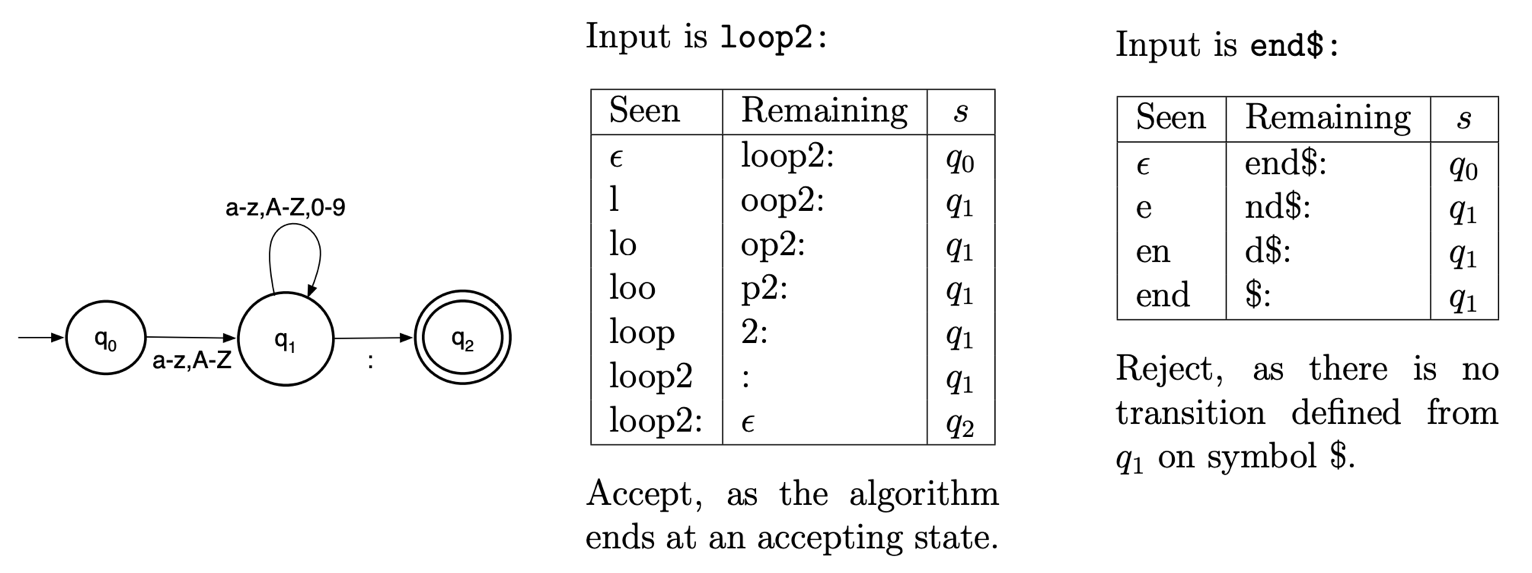 a-z,A-Z,0-9
q0
a-z,A-Z
q1
:
q2
Input is loop2:
Seen Remaining s
ϵ loop2: q0
l oop2: q1
lo op2: q1
loo p2: q1
loop 2: q1
loop2 : q1
loop2: ϵ q2
Accept, as the algorithm
ends at an accepting state.
Input is end$:
Seen Remaining s
ϵ end$: q0
e nd$: q1
en d$: q1
end $: q1
Reject, as there is no
transition defined from
q1 on symbol $.